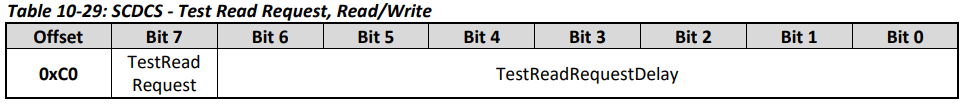 Table 10-29: SCDCS - Test Read Request, Read/Write
Offset Bit 7 Bit 6 Bit 5 Bit 4 Bit 3 Bit 2 Bit 1 Bit 0
0xC0 TestRead Request TestReadRequestDelay